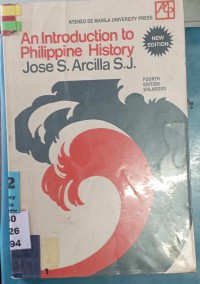 ATENEO DE MANILA UNIVERSITY PRESS
An Introduction to
Philippine History
Jose S. Arcilla S.J.
NEW
EDITION
FOURTH
EDITION
ENLARGED
2
26
94